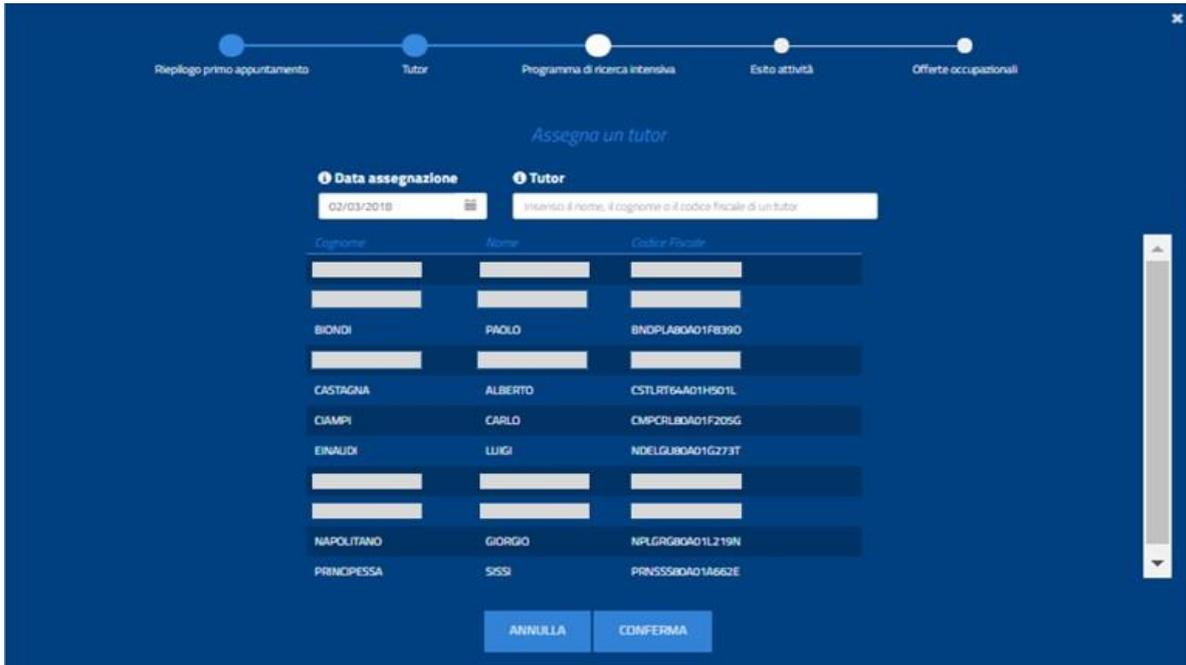 Riepilogo primo appuntamento Tutor Programma di ricerca intensiva Esito attività Offerte occupazionali
Assegna un tutor
Data assegnazione Tutor
02/03/2018 Inserisci il nome, il cognome o il codice fiscale di un tutor
Cognome Nome Codice Fiscale
BIONDI PAOLO BNDPLA80A01F839O
CASTAGNA ALBERTO CSTLRT64A01H501L
CIAMPI CARLO CMPCRL80A01F205G
EINAUDI LUIGI NDELGU80A01G273T
NAPOLITANO GIORGIO NPLGRG80A01L219N
PRINCIPESSA SISSI PRNSSS80A01A662E
ANNULLA CONFERMA